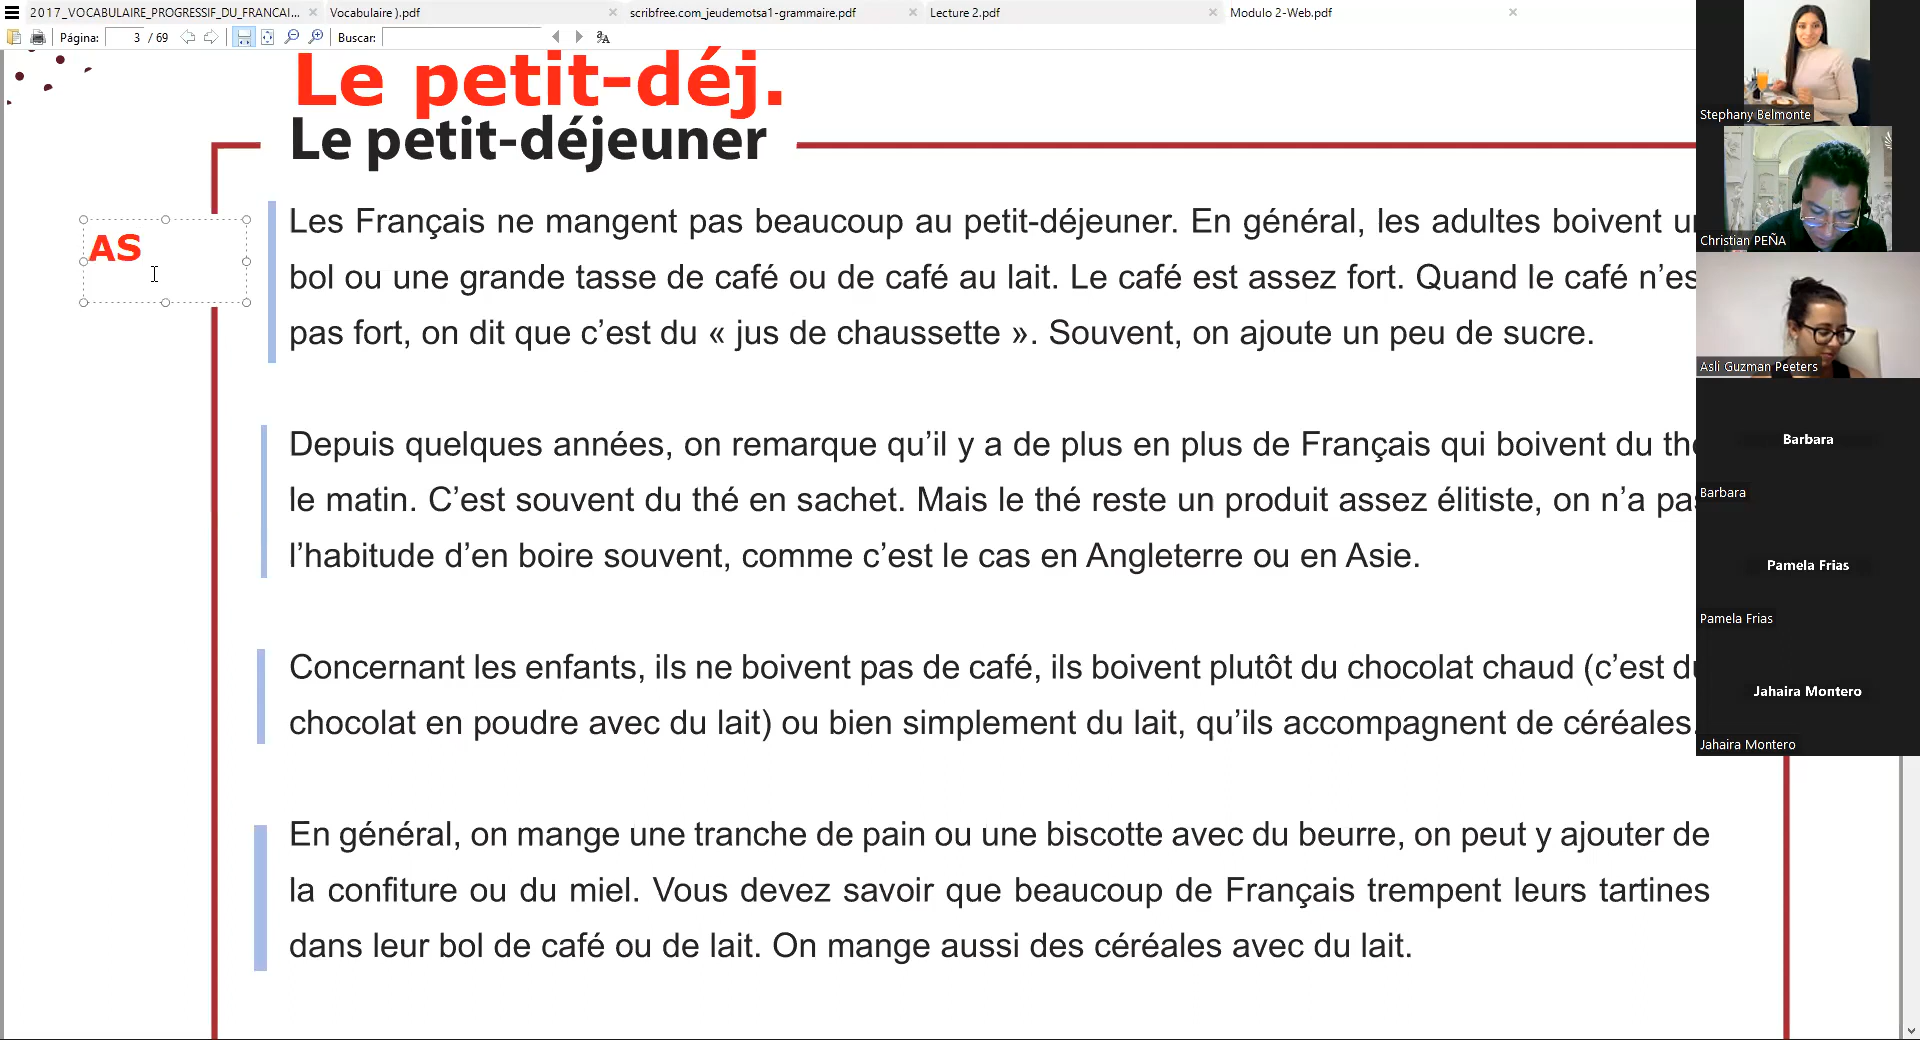 2017_VOCABULAIRE_PROGRESSIF_DU_FRANCAI...
Vocabulaire ).pdf
scribfree.com_jeudemotsa1-grammaire.pdf
Lecture 2.pdf
Modulo 2-Web.pdf
Página: 3 / 69
Buscar:
Le petit-déj.
Le petit-déjeuner
AS
Les Français ne mangent pas beaucoup au petit-déjeuner. En général, les adultes boivent
bol ou une grande tasse de café ou de café au lait. Le café est assez fort. Quand le café n’es
pas fort, on dit que c’est du « jus de chaussette ». Souvent, on ajoute un peu de sucre.
Depuis quelques années, on remarque qu’il y a de plus en plus de Français qui boivent du thé
le matin. C’est souvent du thé en sachet. Mais le thé reste un produit assez élitiste, on n’a pas
l’habitude d’en boire souvent, comme c’est le cas en Angleterre ou en Asie.
Concernant les enfants, ils ne boivent pas de café, ils boivent plutôt du chocolat chaud (c’est du
chocolat en poudre avec du lait) ou bien simplement du lait, qu’ils accompagnent de céréales.
En général, on mange une tranche de pain ou une biscotte avec du beurre, on peut y ajouter de
la confiture ou du miel. Vous devez savoir que beaucoup de Français trempent leurs tartines
dans leur bol de café ou de lait. On mange aussi des céréales avec du lait.
Stephany Belmonte
Christian PEÑA
Asli Guzman Peeters
Barbara
Barbara
Pamela Frias
Pamela Frias
Jahaira Montero
Jahaira Montero